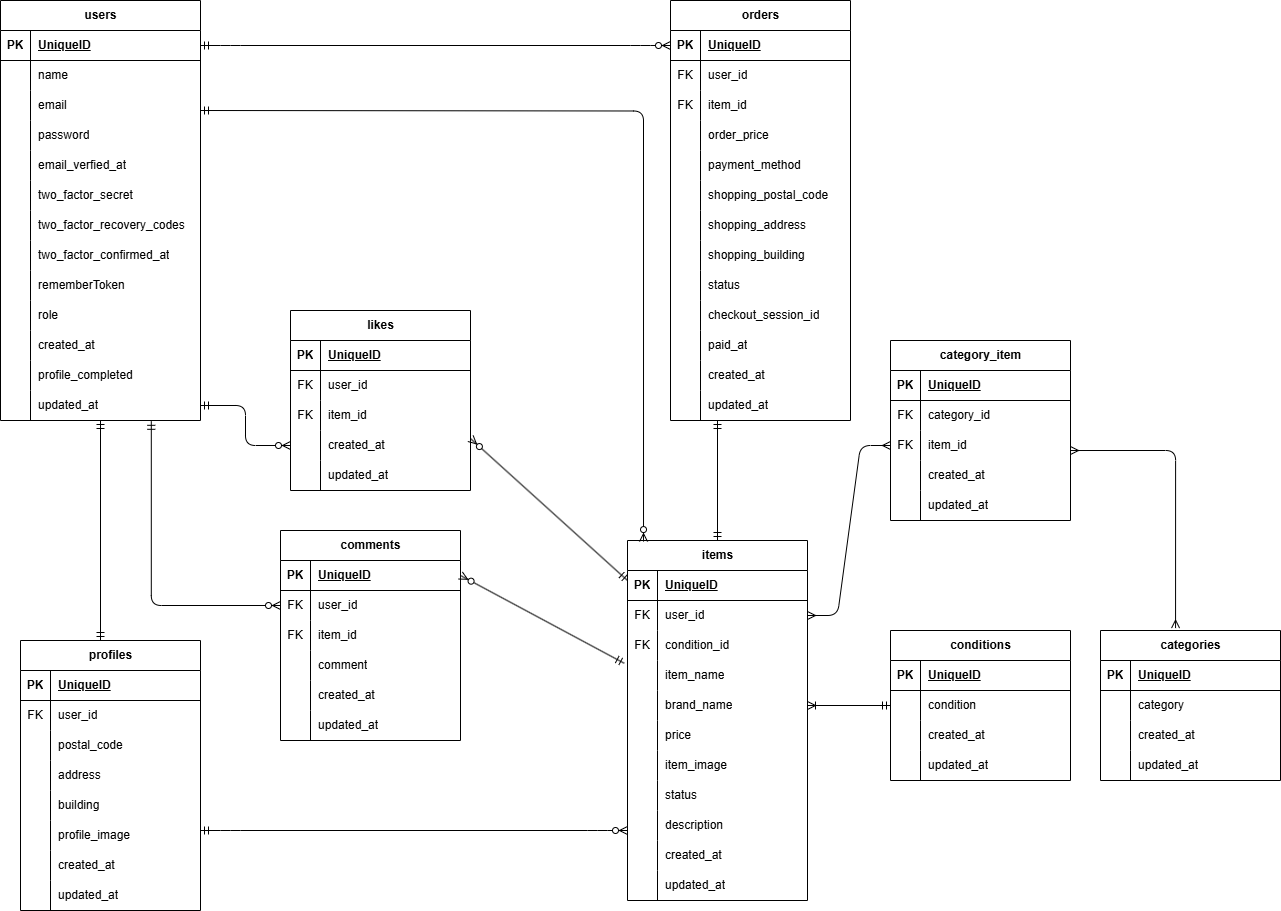 users
PK UniqueID
name
email
password
email_verfied_at
two_factor_secret
two_factor_recovery_codes
two_factor_confirmed_at
rememberToken
role
created_at
profile_completed
updated_at
orders
PK UniqueID
FK user_id
FK item_id
order_price
payment_method
shopping_postal_code
shopping_address
shopping_building
status
checkout_session_id
paid_at
created_at
updated_at
likes
PK UniqueID
FK user_id
FK item_id
created_at
updated_at
category_item
PK UniqueID
FK category_id
FK item_id
created_at
updated_at
comments
PK UniqueID
FK user_id
FK item_id
comment
created_at
updated_at
items
PK UniqueID
FK user_id
FK condition_id
item_name
brand_name
price
item_image
status
description
created_at
updated_at
profiles
PK UniqueID
FK user_id
postal_code
address
building
profile_image
created_at
updated_at
conditions
PK UniqueID
condition
created_at
updated_at
categories
PK UniqueID
category
created_at
updated_at